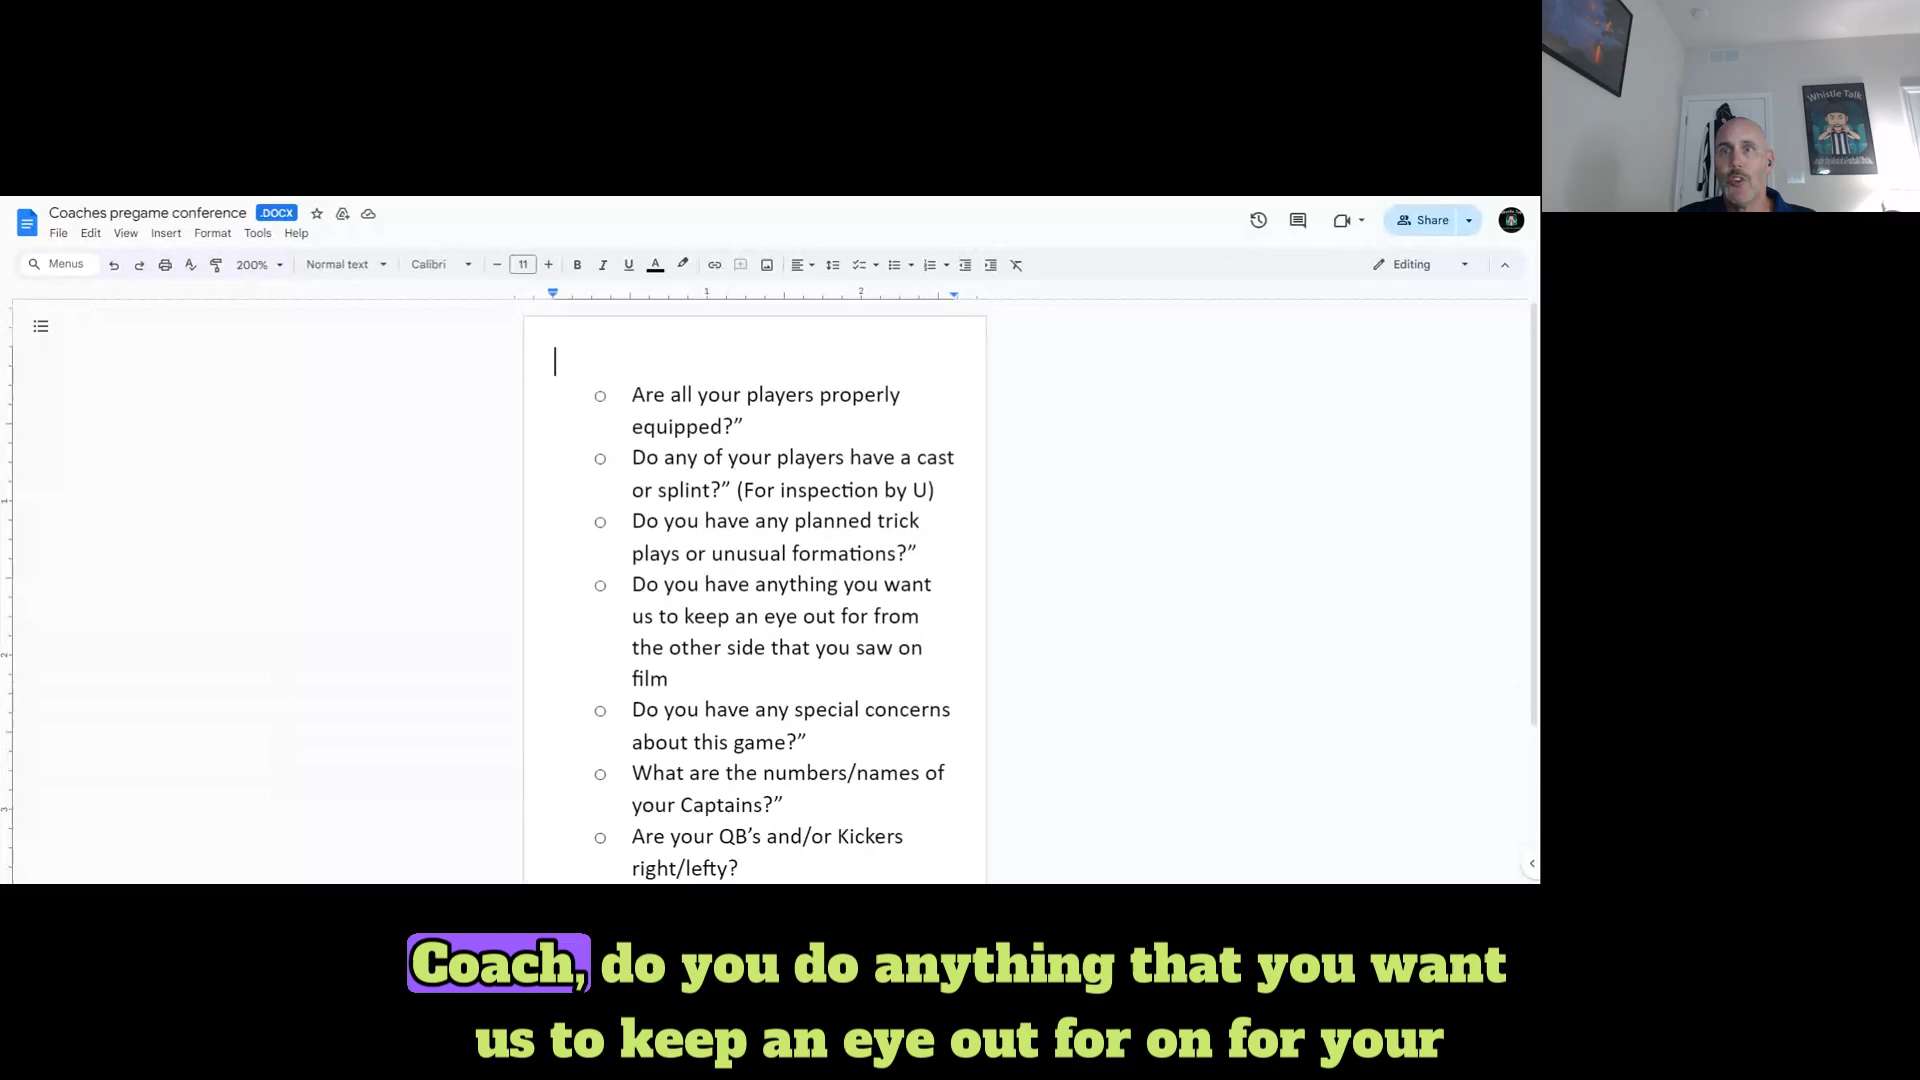 Whistle Talk
Coaches pregame conference .DOCX
File Edit View Insert Format Tools Help
Share
Menus 200% Normal text Calibri 11 B I U A Editing
1 2
Are all your players properly
equipped?”
Do any of your players have a cast
or splint?” (For inspection by U)
Do you have any planned trick
plays or unusual formations?”
Do you have anything you want
us to keep an eye out for from
the other side that you saw on
film
Do you have any special concerns
about this game?”
What are the numbers/names of
your Captains?”
Are your QB’s and/or Kickers
right/lefty?
1
2
3
Coach, do you do anything that you want
us to keep an eye out for on for your